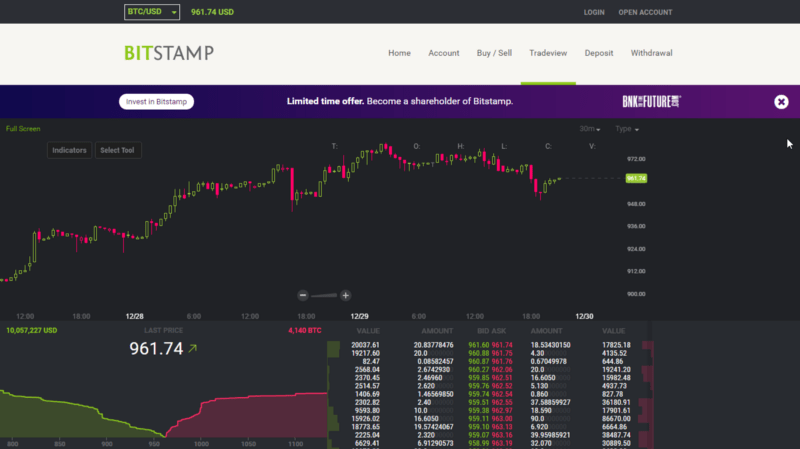 BTC/USD 961.74 USD LOGIN OPEN ACCOUNT
BITSTAMP Home Account Buy / Sell Tradeview Deposit Withdrawal
Invest in Bitstamp Limited time offer. Become a shareholder of Bitstamp. BNK TO THE FUTURE
Full Screen 30m Type
Indicators Select Tool T: O: H: L: C: V:
972.00
961.74
948.00
936.00
924.00
912.00
900.00
12:00 18:00 12/28 6:00 12:00 18:00 12/29 6:00 12:00 18:00 12/30
10,057,227 USD LAST PRICE 4,140 BTC VALUE AMOUNT BID ASK AMOUNT VALUE
961.74
20037.61 20.83778476 961.60 961.74 18.53430150 17825.18
19217.60 20.0 960.88 961.75 4.30 4135.52
82.47 0.08582457 960.87 961.76 0.6704978 644.86
2568.04 2.6742930 960.27 962.06 20.0 19241.20
2370.45 2.46960 959.85 962.51 16.6050 15982.48
2514.57 2.620 959.76 962.52 5.130 4937.73
1406.69 1.46569850 959.74 962.54 0.860 827.78
2302.82 2.40 959.51 962.55 37.58859927 36180.91
9593.80 10.0 959.38 962.97 18.590 17901.61
15926.02 16.6050 959.11 963.00 90.0 86670.00
18773.65 19.57424067 959.10 963.13 6.920 6664.86
2225.04 2.320 959.07 963.16 39.95985921 38487.74
6629.41 6.91290573 958.99 963.19 32.070 30889.50
800 850 900 950 1000 1050 1100